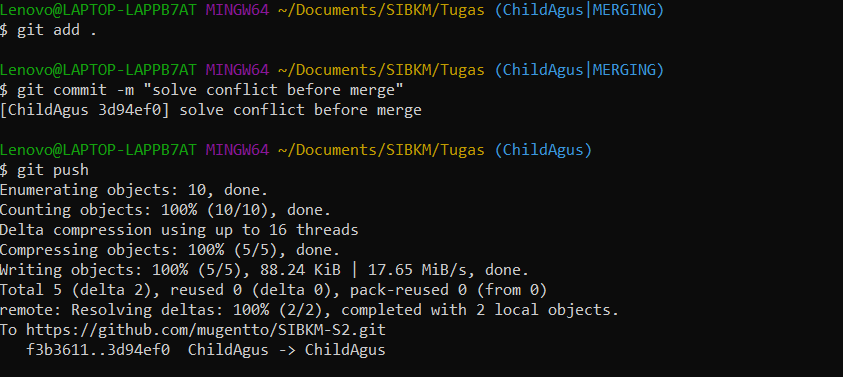 Lenovo@LAPTOP-LAPPB7AT MINGW64 ~/Documents/SIBKM/Tugas (ChildAgus|MERGING)
$ git add .
Lenovo@LAPTOP-LAPPB7AT MINGW64 ~/Documents/SIBKM/Tugas (ChildAgus|MERGING)
$ git commit -m "solve conflict before merge"
[ChildAgus 3d94ef0] solve conflict before merge
Lenovo@LAPTOP-LAPPB7AT MINGW64 ~/Documents/SIBKM/Tugas (ChildAgus)
$ git push
Enumerating objects: 10, done.
Counting objects: 100% (10/10), done.
Delta compression using up to 16 threads
Compressing objects: 100% (5/5), done.
Writing objects: 100% (5/5), 88.24 KiB | 17.65 MiB/s, done.
Total 5 (delta 2), reused 0 (delta 0), pack-reused 0 (from 0)
remote: Resolving deltas: 100% (2/2), completed with 2 local objects.
To https://github.com/mugentto/SIBKM-S2.git
   f3b3611..3d94ef0  ChildAgus -> ChildAgus